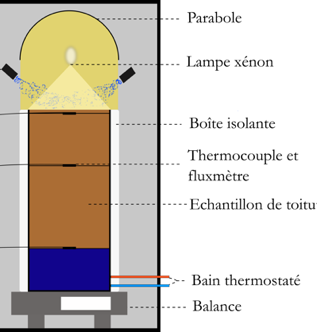 Parabole
Lampe xénon
Boîte isolante
Thermocouple et
fluxmètre
Echantillon de toitu
Bain thermostaté
Balance